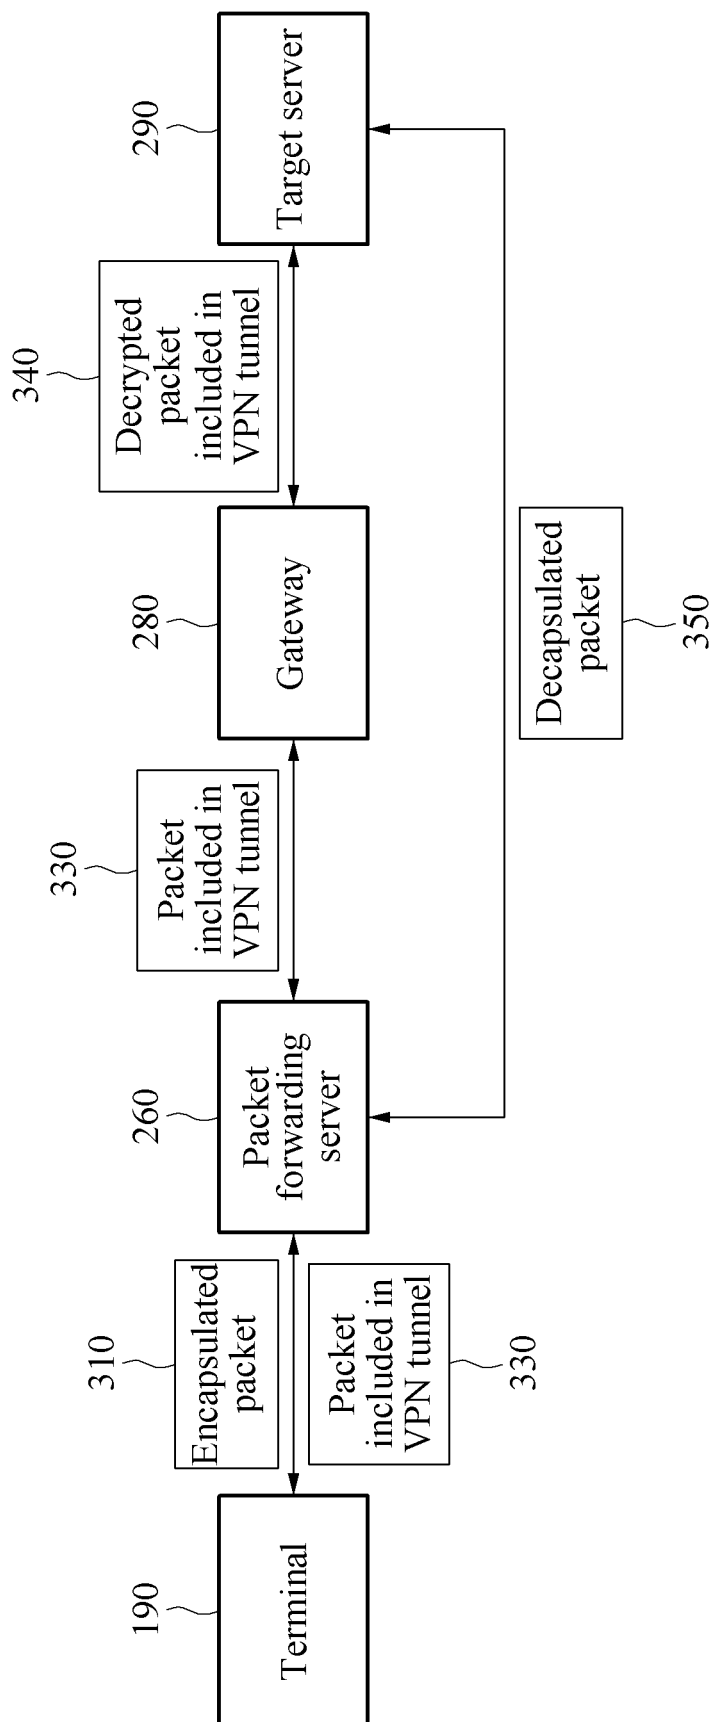 190
Terminal
310
Encapsulated
packet
Packet
included in
VPN tunnel
330
260
Packet
forwarding
server
330
Packet
included in
VPN tunnel
280
Gateway
340
Decrypted
packet
included in
VPN tunnel
290
Target server
Decapsulated
packet
350